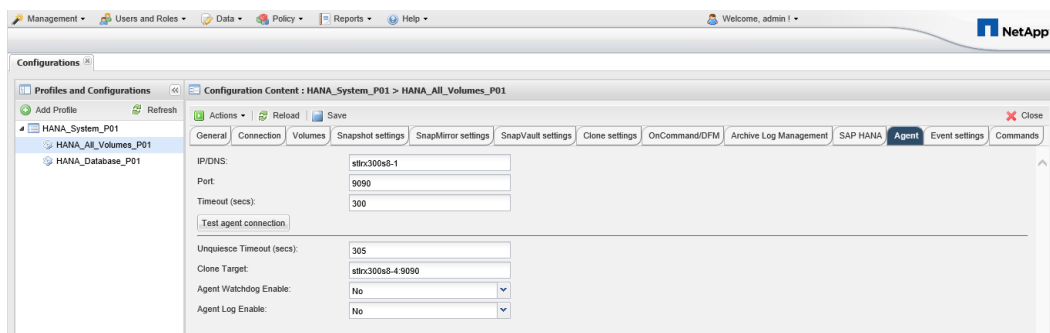 Management Users and Roles Data Policy Reports Help Welcome, admin !
NetApp
Configurations
Profiles and Configurations
Configuration Content : HANA_System_P01 > HANA_All_Volumes_P01
Add Profile Refresh
Actions Reload Save Close
HANA_System_P01
HANA_All_Volumes_P01
HANA_Database_P01
General Connection Volumes Snapshot settings SnapMirror settings SnapVault settings Clone settings OnCommand/DFM Archive Log Management SAP HANA Agent Event settings Commands
IP/DNS: stlrx300s8-1
Port: 9090
Timeout (secs): 300
Test agent connection
Unquiesce Timeout (secs): 305
Clone Target: stlrx300s8-4:9090
Agent Watchdog Enable: No
Agent Log Enable: No